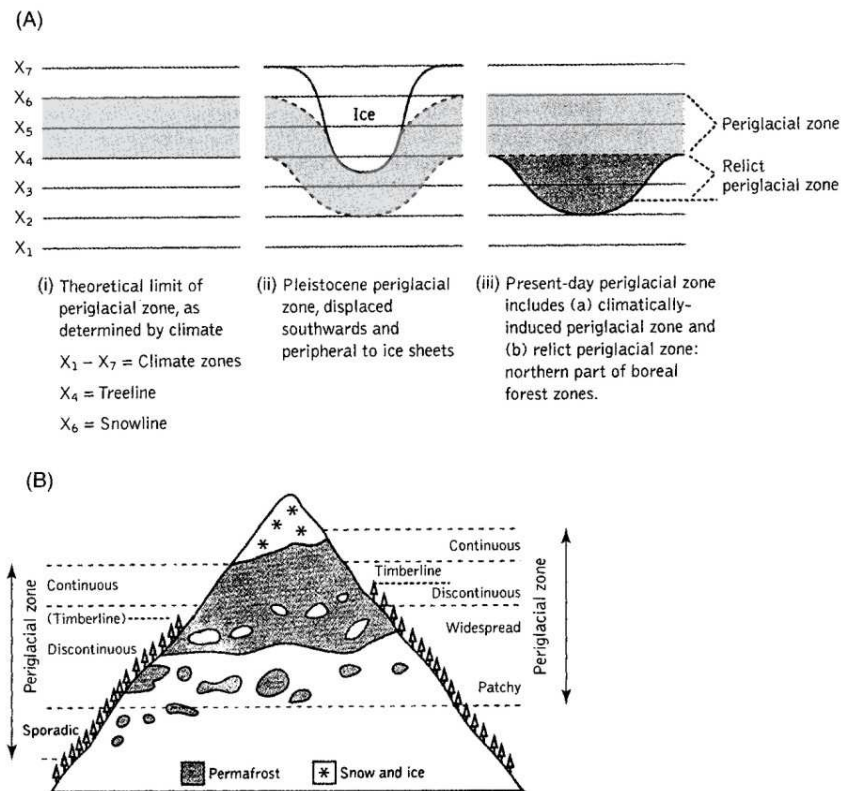 (A)
X7
X6
X5
X4
X3
X2
X1
Ice
Periglacial zone
Relict
periglacial zone
(i) Theoretical limit of
periglacial zone, as
determined by climate
X1 – X7 = Climate zones
X4 = Treeline
X6 = Snowline
(ii) Pleistocene periglacial
zone, displaced
southwards and
peripheral to ice sheets
(iii) Present-day periglacial zone
includes (a) climatically-
induced periglacial zone and
(b) relict periglacial zone:
northern part of boreal
forest zones.
(B)
Periglacial zone
Continuous
(Timberline)
Discontinuous
Sporadic
Continuous
Timberline
Discontinuous
Widespread
Patchy
Periglacial zone
Permafrost
* Snow and ice